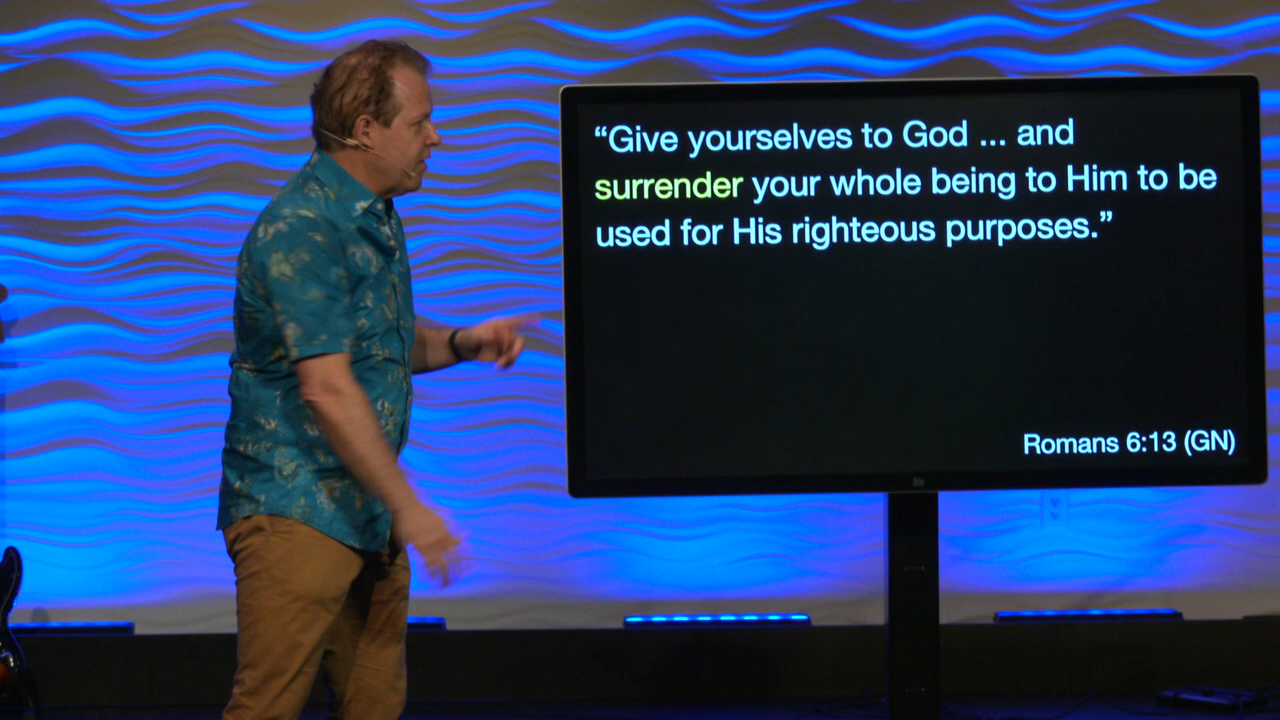 “Give yourselves to God ... and
surrender your whole being to Him to be
used for His righteous purposes.”
Romans 6:13 (GN)